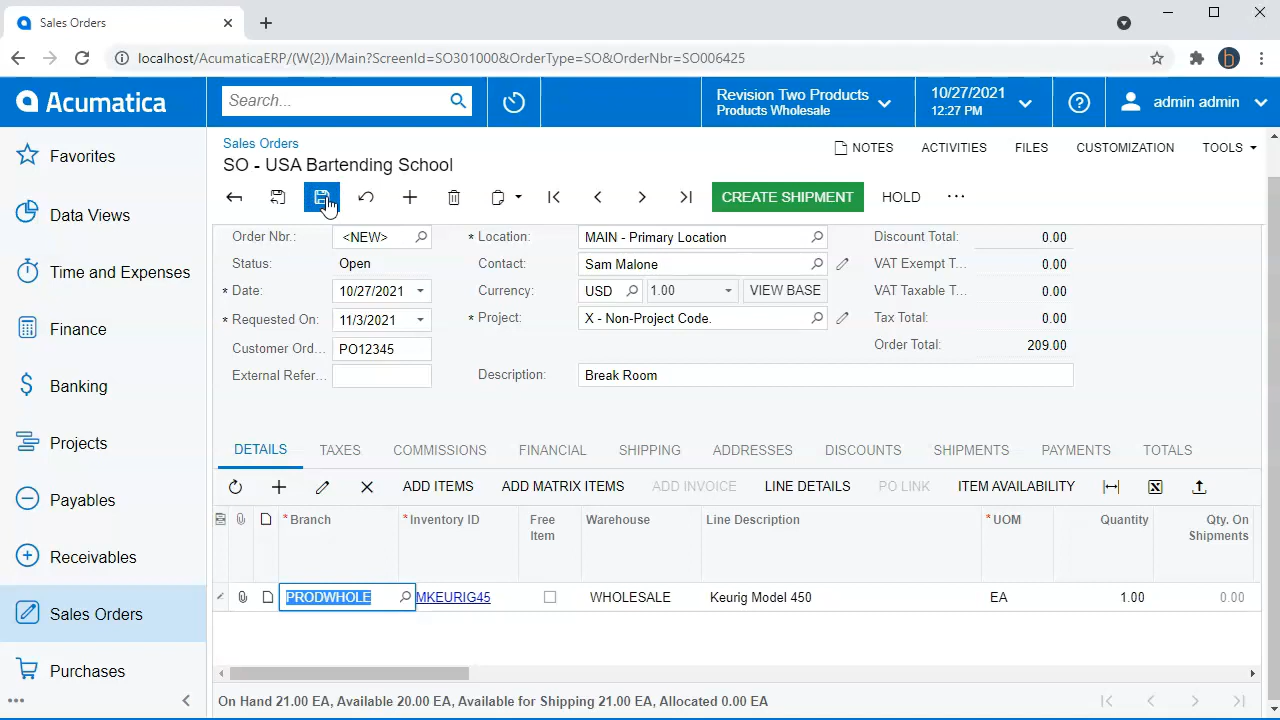 Sales Orders
localhost/AcumaticaERP/(W(2))/Main?ScreenId=SO301000&OrderType=SO&OrderNbr=SO006425
b
Acumatica
Search...
Revision Two Products
Products Wholesale
10/27/2021
12:27 PM
admin admin
Favorites
Data Views
Time and Expenses
Finance
Banking
Projects
Payables
Receivables
Sales Orders
Purchases
Sales Orders
SO - USA Bartending School
NOTES ACTIVITIES FILES CUSTOMIZATION TOOLS
CREATE SHIPMENT HOLD
Order Nbr.: <NEW> * Location: MAIN - Primary Location Discount Total: 0.00
Status: Open Contact: Sam Malone VAT Exempt T... 0.00
* Date: 10/27/2021 Currency: USD 1.00 VIEW BASE VAT Taxable T... 0.00
* Requested On: 11/3/2021 * Project: X - Non-Project Code. Tax Total: 0.00
Customer Ord... PO12345 Order Total: 209.00
External Refer... Description: Break Room
DETAILS TAXES COMMISSIONS FINANCIAL SHIPPING ADDRESSES DISCOUNTS SHIPMENTS PAYMENTS TOTALS
ADD ITEMS ADD MATRIX ITEMS ADD INVOICE LINE DETAILS PO LINK ITEM AVAILABILITY
* Branch * Inventory ID Free Item Warehouse Line Description * UOM Quantity Qty. On Shipments
PRODWHOLE MKEURIG45 WHOLESALE Keurig Model 450 EA 1.00 0.00
On Hand 21.00 EA, Available 20.00 EA, Available for Shipping 21.00 EA, Allocated 0.00 EA